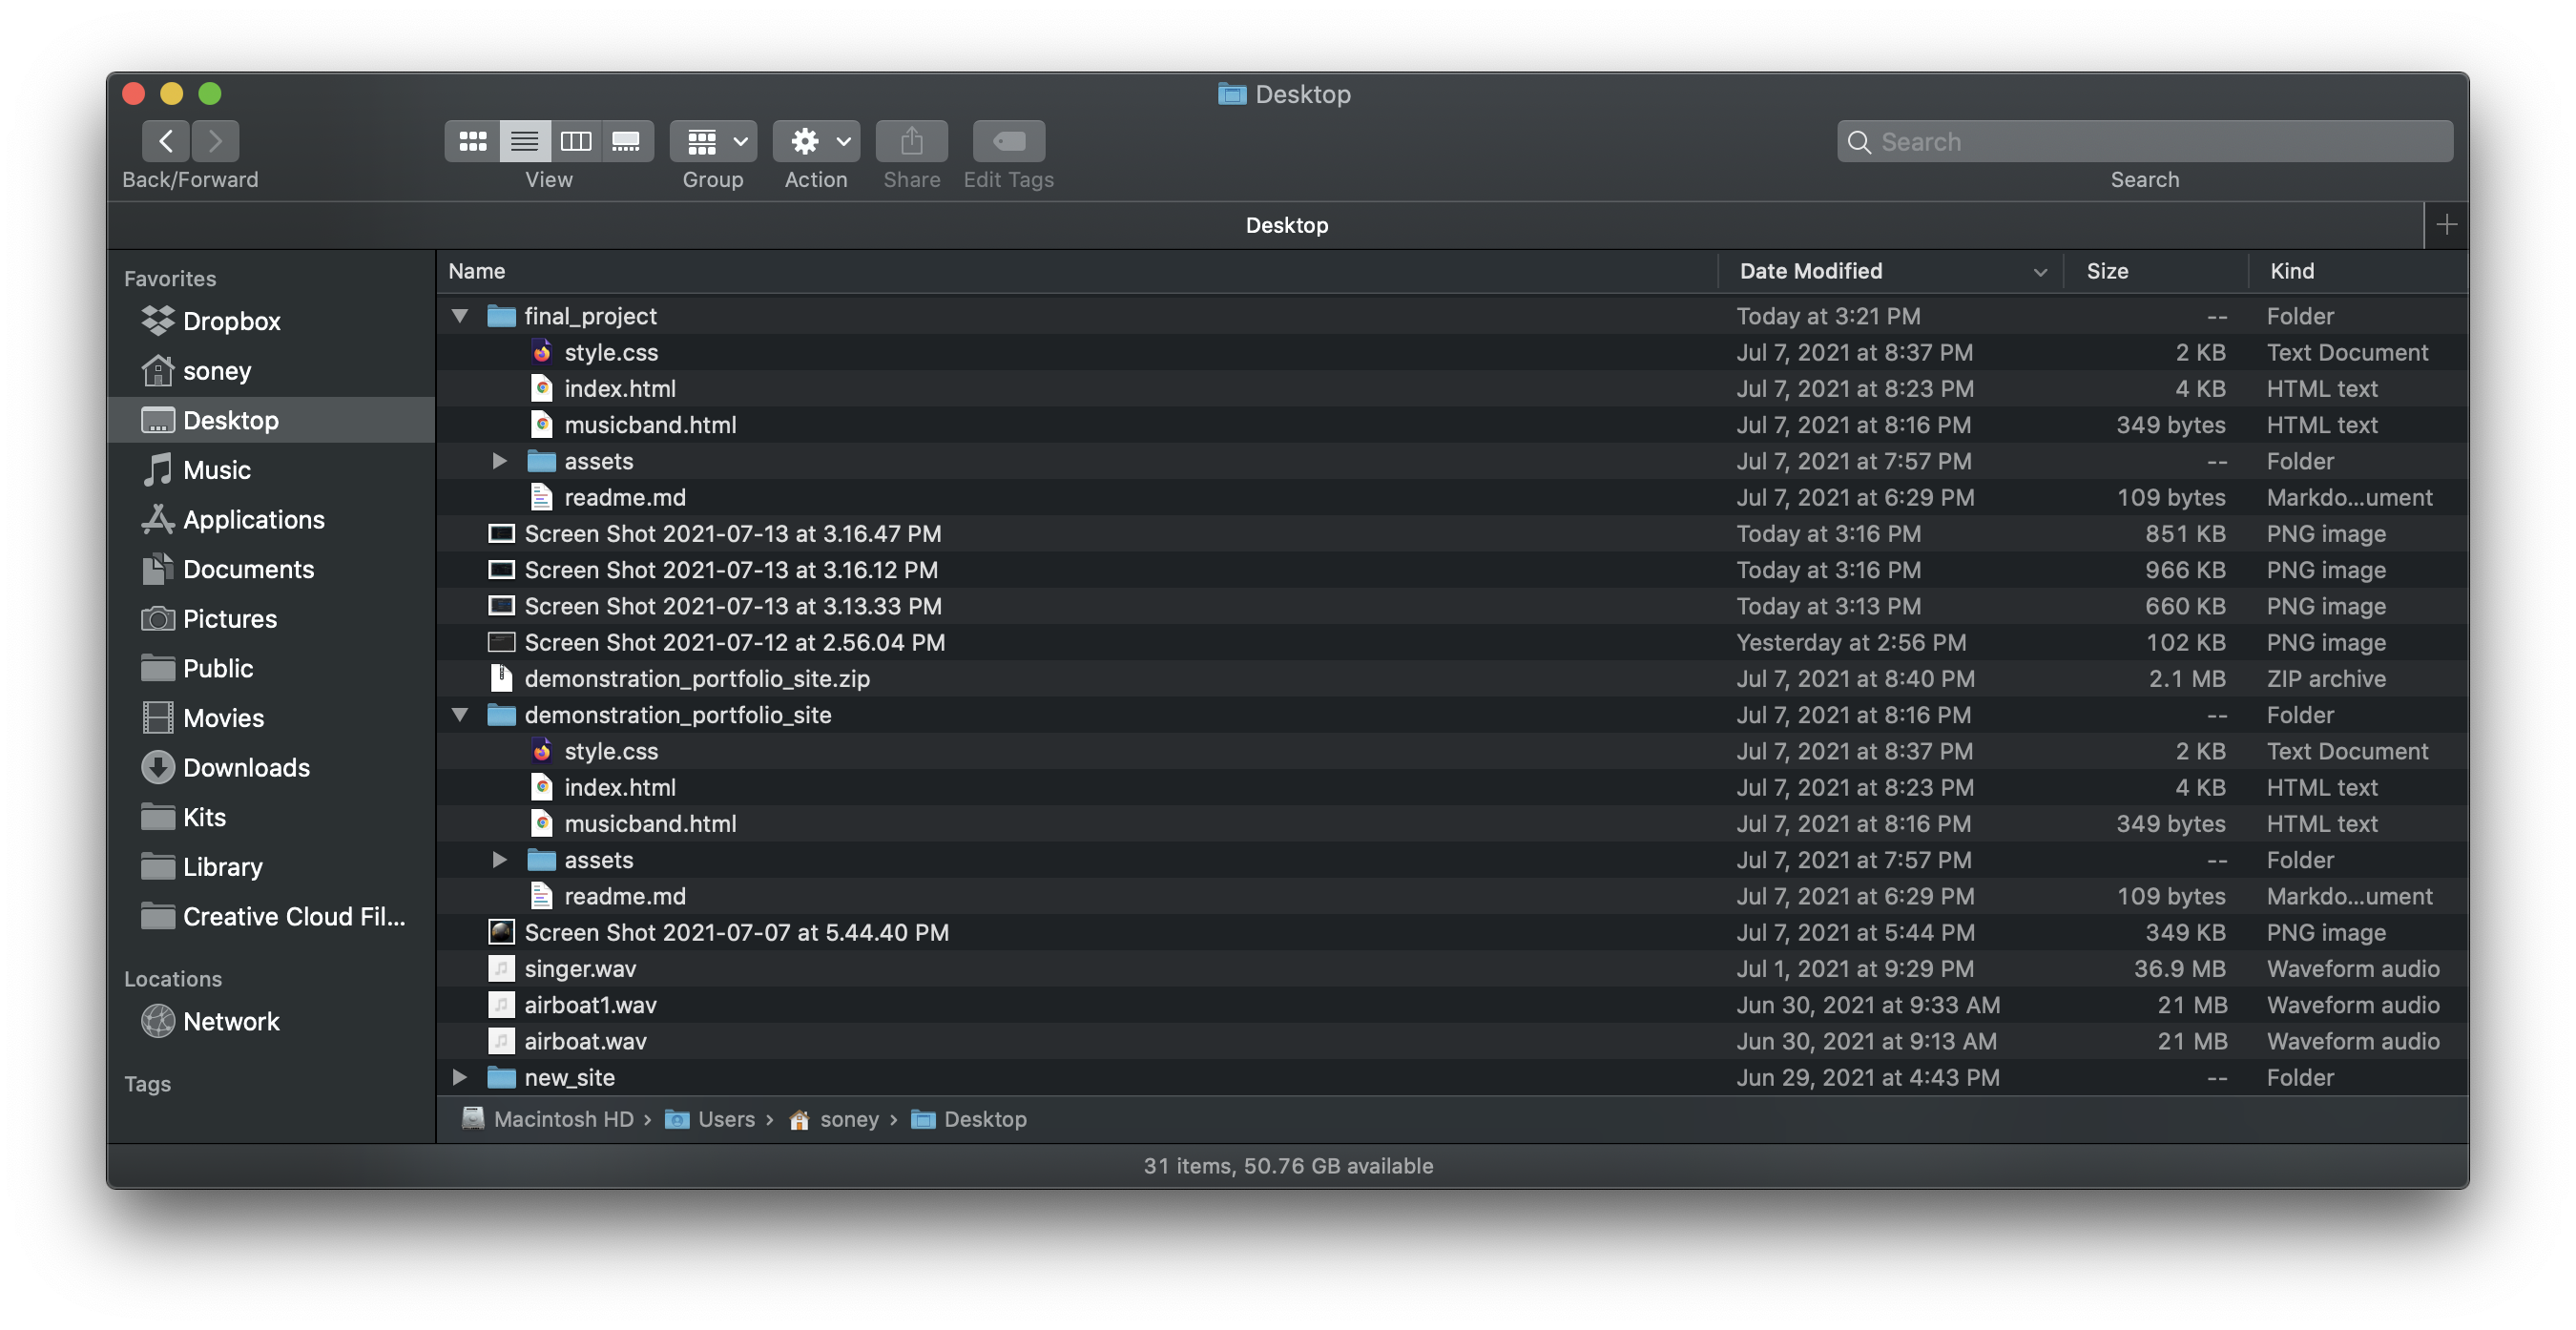 Desktop
Search
Back/Forward View Group Action Share Edit Tags Search
Desktop
Favorites
Dropbox
soney
Desktop
Music
Applications
Documents
Pictures
Public
Movies
Downloads
Kits
Library
Creative Cloud Fil...
Locations
Network
Tags
Name Date Modified Size Kind
final_project Today at 3:21 PM -- Folder
style.css Jul 7, 2021 at 8:37 PM 2 KB Text Document
index.html Jul 7, 2021 at 8:23 PM 4 KB HTML text
musicband.html Jul 7, 2021 at 8:16 PM 349 bytes HTML text
assets Jul 7, 2021 at 7:57 PM -- Folder
readme.md Jul 7, 2021 at 6:29 PM 109 bytes Markdo...ument
Screen Shot 2021-07-13 at 3.16.47 PM Today at 3:16 PM 851 KB PNG image
Screen Shot 2021-07-13 at 3.16.12 PM Today at 3:16 PM 966 KB PNG image
Screen Shot 2021-07-13 at 3.13.33 PM Today at 3:13 PM 660 KB PNG image
Screen Shot 2021-07-12 at 2.56.04 PM Yesterday at 2:56 PM 102 KB PNG image
demonstration_portfolio_site.zip Jul 7, 2021 at 8:40 PM 2.1 MB ZIP archive
demonstration_portfolio_site Jul 7, 2021 at 8:16 PM -- Folder
style.css Jul 7, 2021 at 8:37 PM 2 KB Text Document
index.html Jul 7, 2021 at 8:23 PM 4 KB HTML text
musicband.html Jul 7, 2021 at 8:16 PM 349 bytes HTML text
assets Jul 7, 2021 at 7:57 PM -- Folder
readme.md Jul 7, 2021 at 6:29 PM 109 bytes Markdo...ument
Screen Shot 2021-07-07 at 5.44.40 PM Jul 7, 2021 at 5:44 PM 349 KB PNG image
singer.wav Jul 1, 2021 at 9:29 PM 36.9 MB Waveform audio
airboat1.wav Jun 30, 2021 at 9:33 AM 21 MB Waveform audio
airboat.wav Jun 30, 2021 at 9:13 AM 21 MB Waveform audio
new_site Jun 29, 2021 at 4:43 PM -- Folder
Macintosh HD › Users › soney › Desktop
31 items, 50.76 GB available